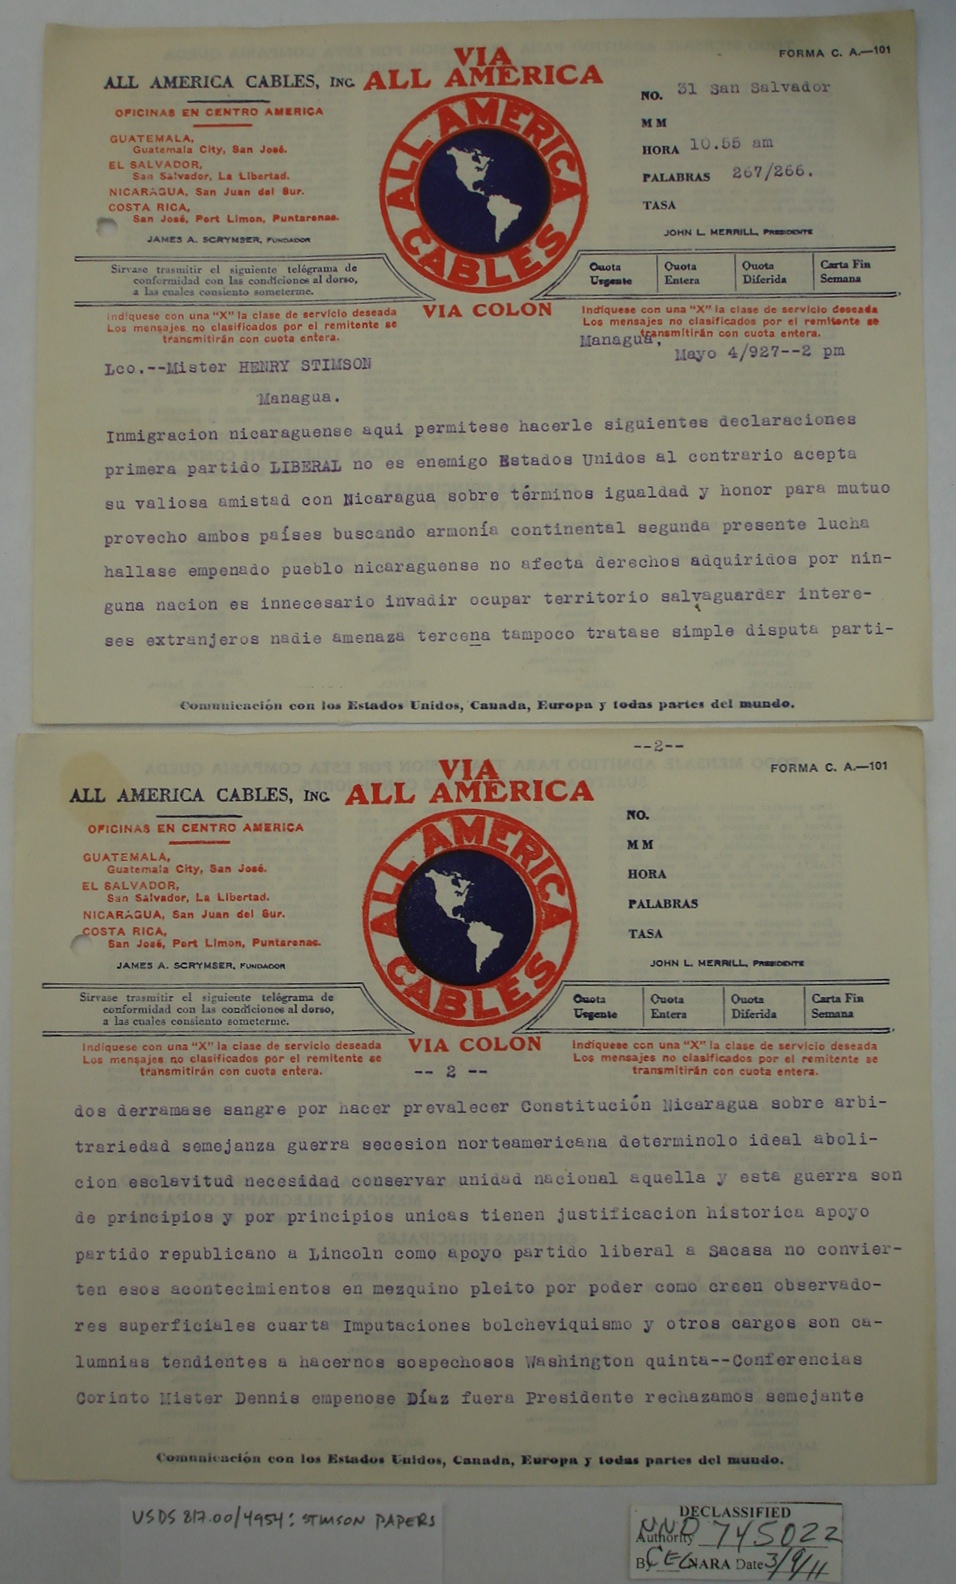 VIA
ALL AMERICA CABLES, INC. ALL AMERICA
FORMA C. A.—101
OFICINAS EN CENTRO AMERICA
GUATEMALA,
Guatemala City, San José.
EL SALVADOR,
San Salvador, La Libertad.
NICARAGUA, San Juan del Sur.
COSTA RICA,
San José, Port Limon, Puntarenas.
JAMES A. SCRYMSER, FUNDADOR
ALL AMERICA CABLES
NO. 31 San Salvador
M M
HORA 10.55 am
PALABRAS 267/266.
TASA
JOHN L. MERRILL, PRESIDENTE
Sirvase trasmitir el siguiente telégrama de
conformidad con las condiciones al dorso,
a las cuales consiento someterme.
Quota Urgente
Quota Entera
Quota Diferida
Carta Fin Semana
VIA COLON
Indíquese con una "X" la clase de servicio deseada
Los mensajes no clasificados por el remitente se
transmitirán con cuota entera.
Indíquese con una "X" la clase de servicio deseada
Los mensajes no clasificados por el remitente se
transmitirán con cuota entera.
Managua,
Mayo 4/927--2 pm
Lco.--Mister HENRY STIMSON
Managua.
Inmigracion nicaraguense aqui permitese hacerle siguientes declaraciones
primera partido LIBERAL no es enemigo Estados Unidos al contrario acepta
su valiosa amistad con Nicaragua sobre términos igualdad y honor para mutuo
provecho ambos países buscando armonía continental segunda presente lucha
hallase empenado pueblo nicaraguense no afecta derechos adquiridos por nin-
guna nacion es innecesario invadir ocupar territorio salvaguardar intere-
ses extranjeros nadie amenaza tercena tampoco tratase simple disputa parti-
Comunicación con los Estados Unidos, Canada, Europa y todas partes del mundo.
--2--
VIA
ALL AMERICA CABLES, INC. ALL AMERICA
FORMA C. A.—101
OFICINAS EN CENTRO AMERICA
GUATEMALA,
Guatemala City, San José.
EL SALVADOR,
San Salvador, La Libertad.
NICARAGUA, San Juan del Sur.
COSTA RICA,
San José, Port Limon, Puntarenas.
JAMES A. SCRYMSER, FUNDADOR
ALL AMERICA CABLES
NO.
M M
HORA
PALABRAS
TASA
JOHN L. MERRILL, PRESIDENTE
Sirvase trasmitir el siguiente telégrama de
conformidad con las condiciones al dorso,
a las cuales consiento someterme.
Quota Urgente
Quota Entera
Quota Diferida
Carta Fin Semana
VIA COLON
Indíquese con una "X" la clase de servicio deseada
Los mensajes no clasificados por el remitente se
transmitirán con cuota entera.
Indíquese con una "X" la clase de servicio deseada
Los mensajes no clasificados por el remitente se
transmitirán con cuota entera.
-- 2 --
dos derramase sangre por hacer prevalecer Constitución Nicaragua sobre arbi-
trariedad semejanza guerra secesion norteamericana determinolo ideal aboli-
cion esclavitud necesidad conservar unidad nacional aquella y esta guerra son
de principios y por principios unicas tienen justificacion historica apoyo
partido republicano a Lincoln como apoyo partido liberal a Sacasa no convier-
ten esos acontecimientos en mezquino pleito por poder como creen observado-
res superficiales cuarta Imputaciones bolcheviquismo y otros cargos son ca-
lumnias tendientes a hacernos sospechosos Washington quinta--Conferencias
Corinto Mister Dennis empenose Díaz fuera Presidente rechazamos semejante
Comunicación con los Estados Unidos, Canada, Europa y todas partes del mundo.
USDS 817.00/4954: STIMSON PAPERS
DECLASSIFIED
Authority NND 745022
By CEG NARA Date 3/9/11